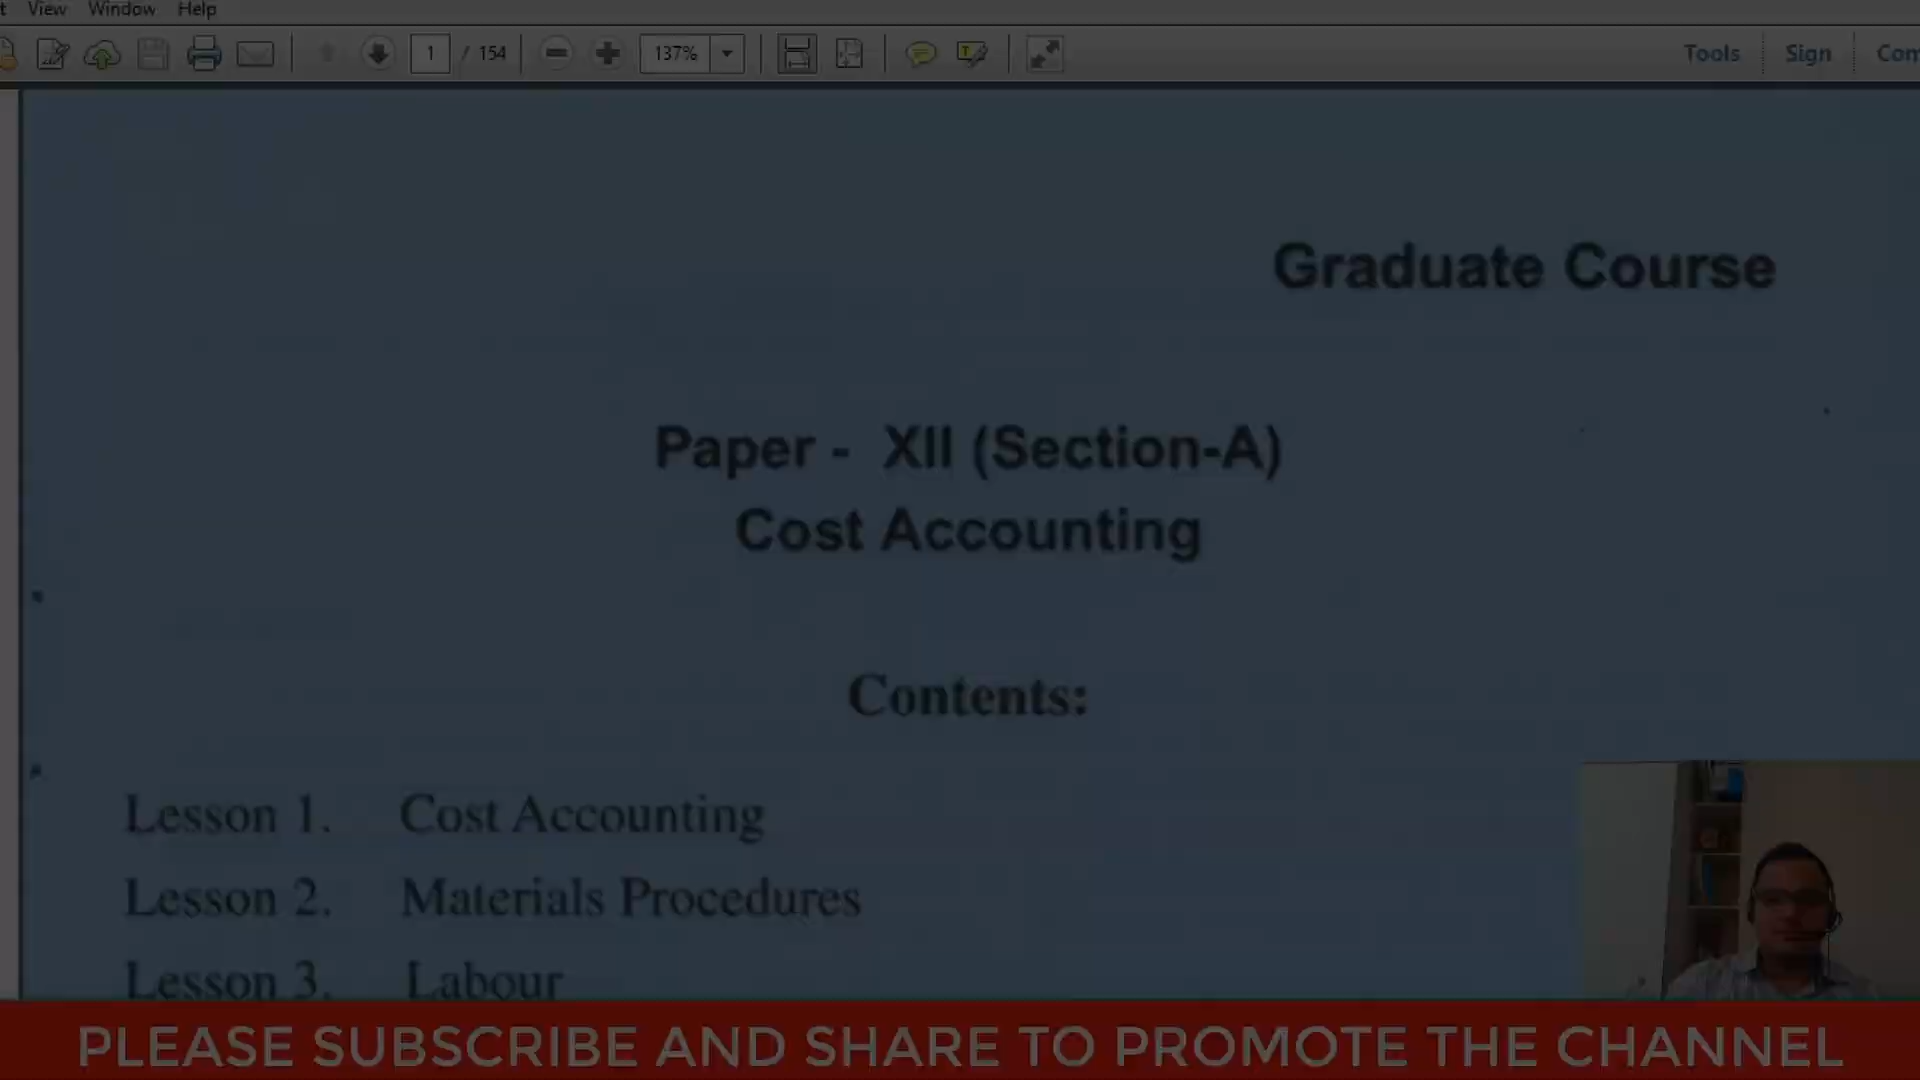 View Window Help
1 / 154 137% Tools Sign
Graduate Course
Paper - XII (Section-A)
Cost Accounting
Contents:
Lesson 1. Cost Accounting
Lesson 2. Materials Procedures
Lesson 3. Labour
PLEASE SUBSCRIBE AND SHARE TO PROMOTE THE CHANNEL